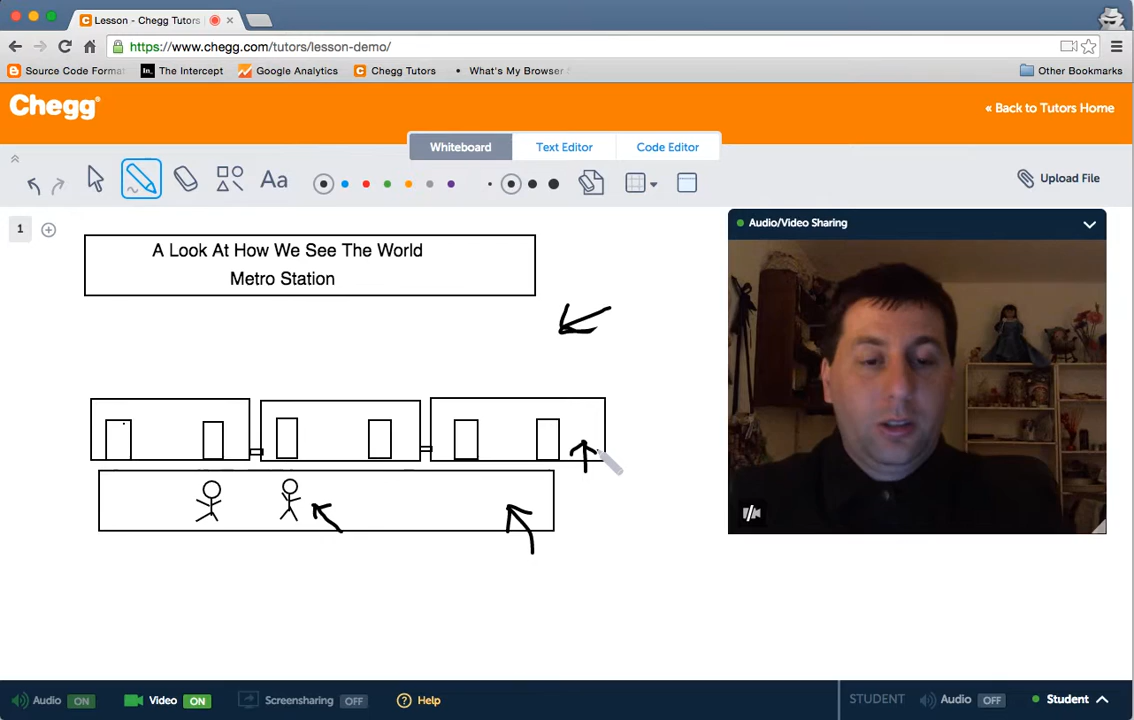 Lesson - Chegg Tutors
https://www.chegg.com/tutors/lesson-demo/
Source Code Format
In_ The Intercept
Google Analytics
C Chegg Tutors
What's My Browser
Other Bookmarks
Chegg®
« Back to Tutors Home
Whiteboard
Text Editor
Code Editor
Aa
Upload File
1
A Look At How We See The World
Metro Station
Audio/Video Sharing
Audio ON
Video ON
Screensharing OFF
? Help
STUDENT
Audio OFF
Student